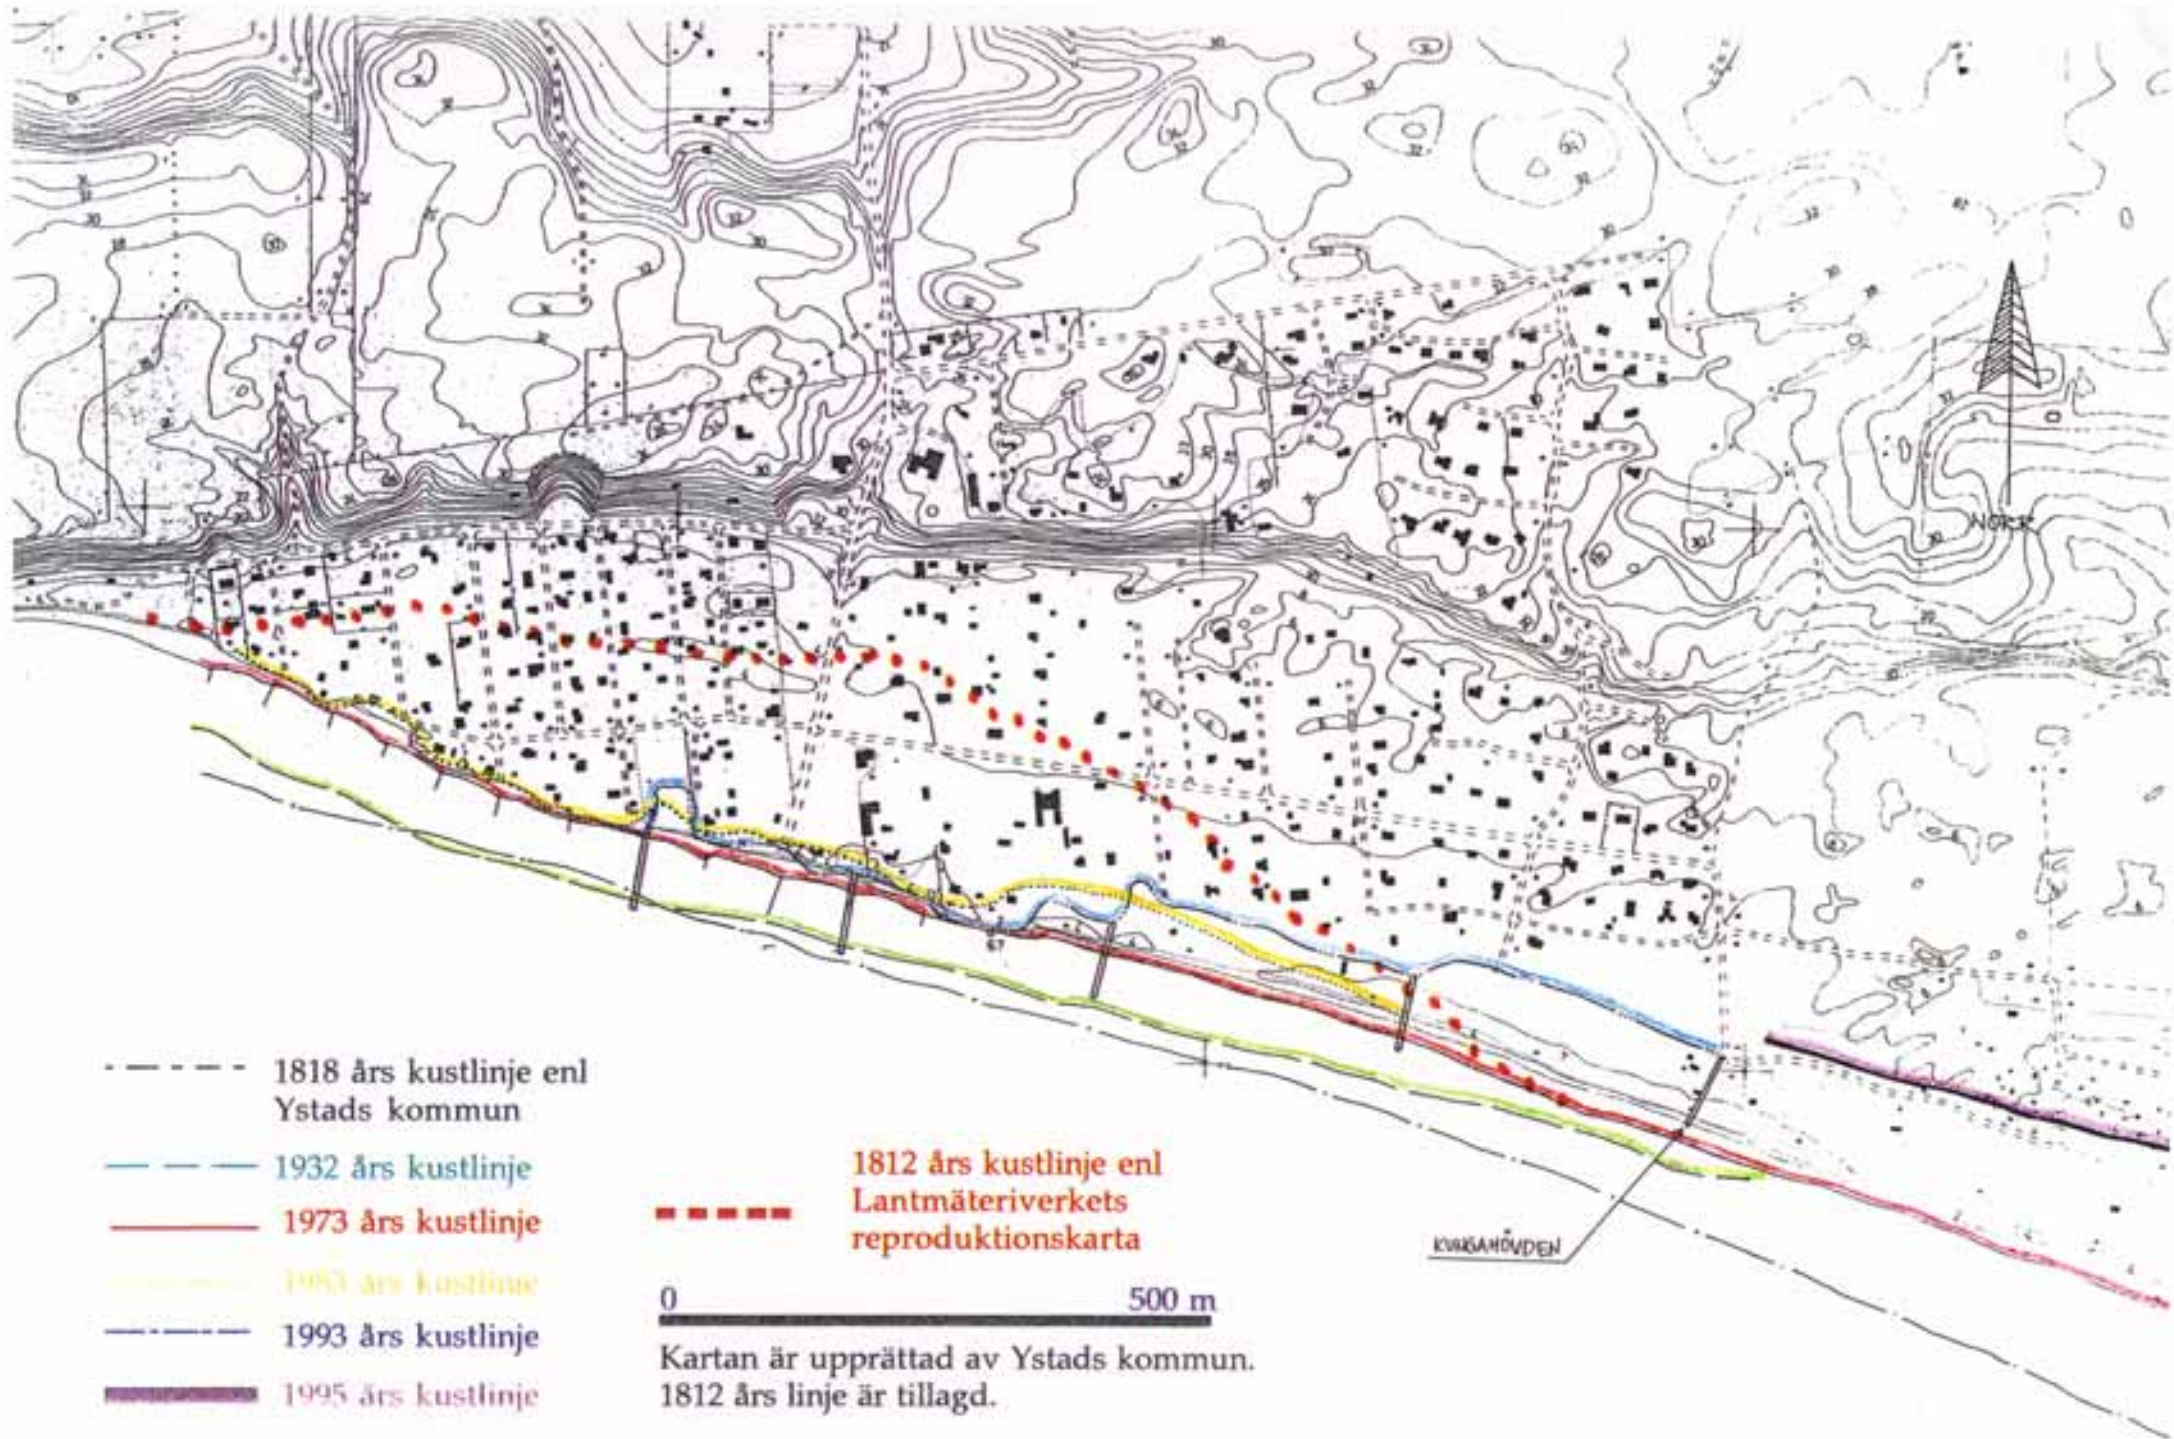 NORR
1818 års kustlinje enl
Ystads kommun
1932 års kustlinje
1973 års kustlinje
1983 års kustlinje
1993 års kustlinje
1995 års kustlinje
1812 års kustlinje enl
Lantmäteriverkets
reproduktionskarta
0 500 m
Kartan är upprättad av Ystads kommun.
1812 års linje är tillagd.
KUNGAHÖVDEN